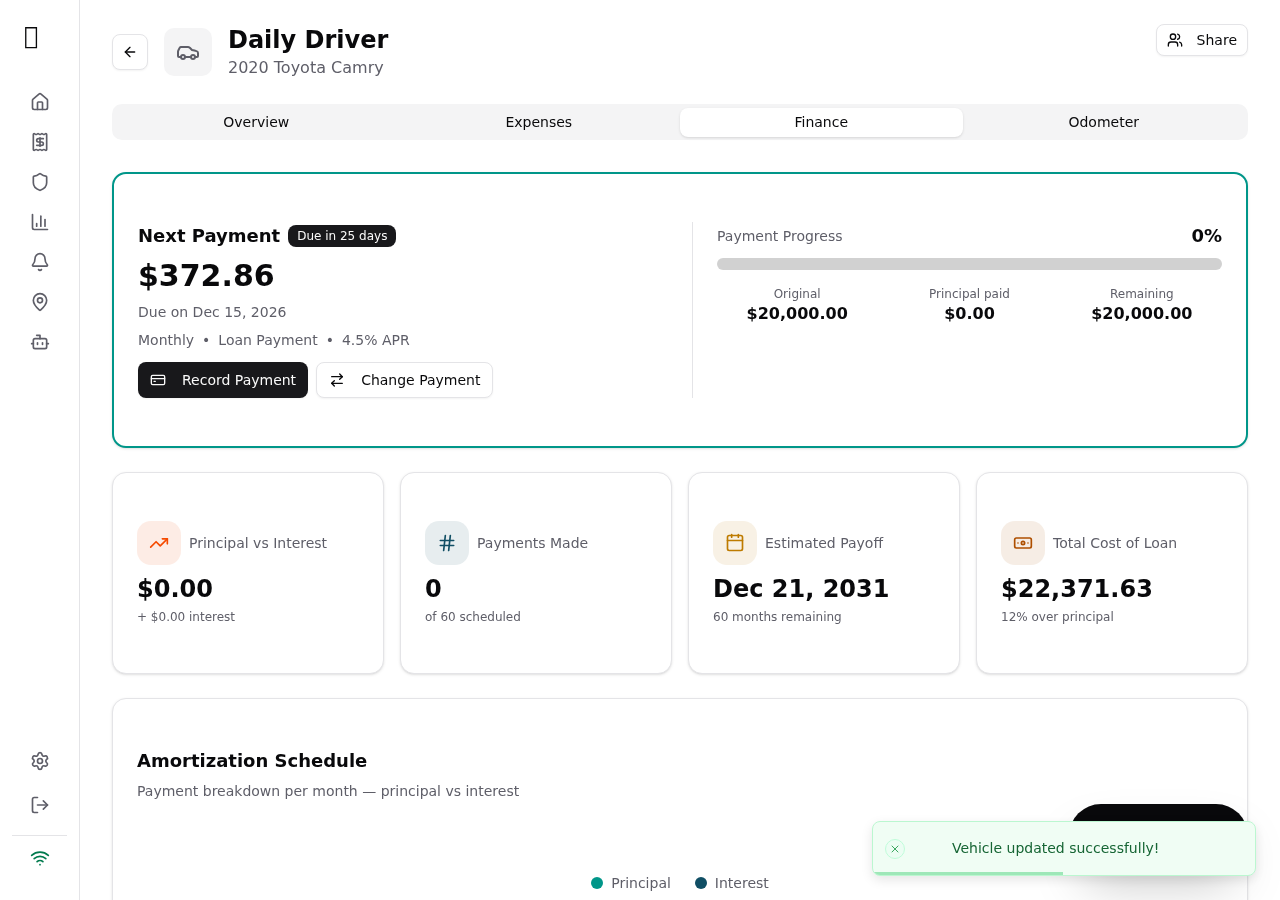 Daily Driver
2020 Toyota Camry
Share
Overview
Expenses
Finance
Odometer
Next Payment
Due in 25 days
$372.86
Due on Dec 15, 2026
Monthly • Loan Payment • 4.5% APR
Record Payment
Change Payment
Payment Progress
0%
Original
$20,000.00
Principal paid
$0.00
Remaining
$20,000.00
Principal vs Interest
$0.00
+ $0.00 interest
Payments Made
0
of 60 scheduled
Estimated Payoff
Dec 21, 2031
60 months remaining
Total Cost of Loan
$22,371.63
12% over principal
Amortization Schedule
Payment breakdown per month — principal vs interest
Principal
Interest
Vehicle updated successfully!